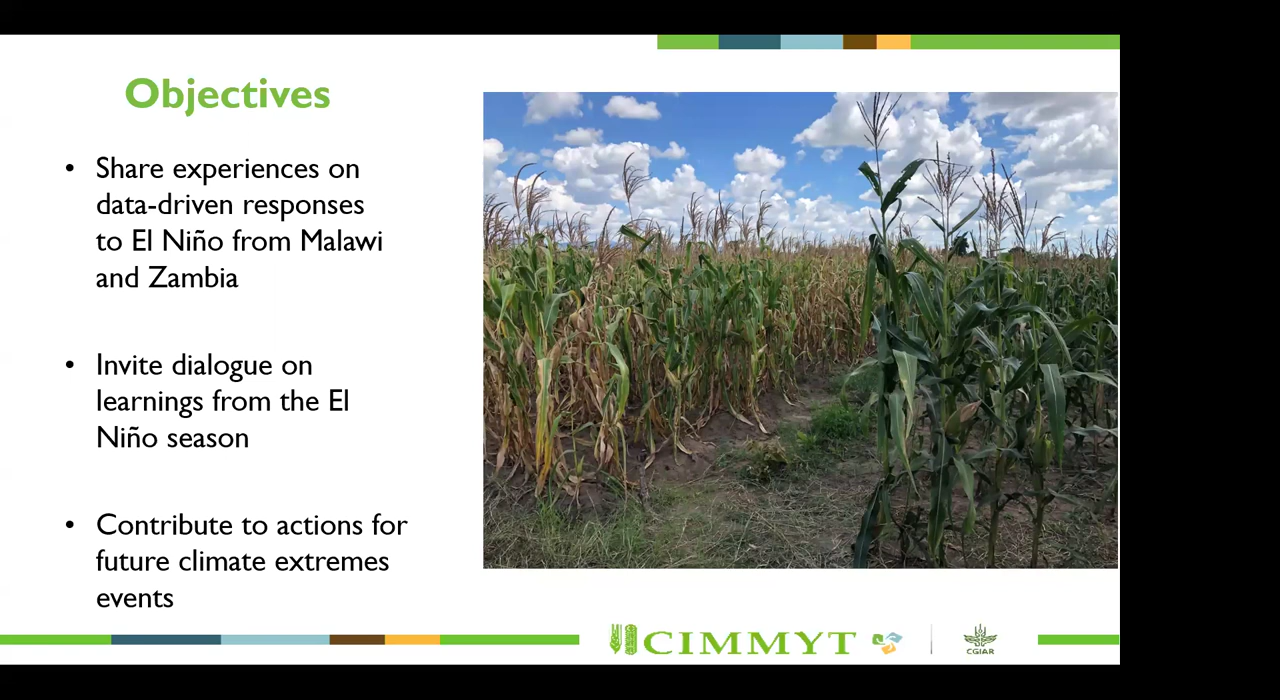 Objectives
• Share experiences on
data-driven responses
to El Niño from Malawi
and Zambia
• Invite dialogue on
learnings from the El
Niño season
• Contribute to actions for
future climate extremes
events
CIMMYT
CGIAR